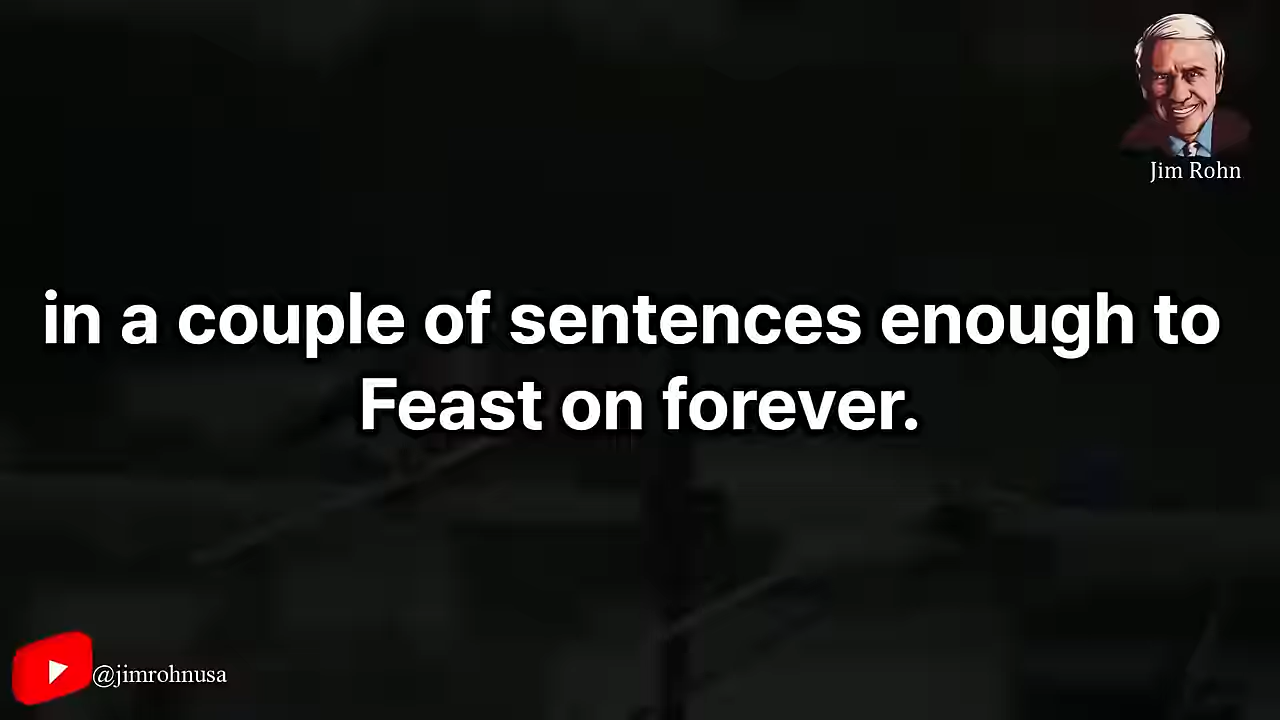 Jim Rohn
in a couple of sentences enough to
Feast on forever.
@jimrohnusa